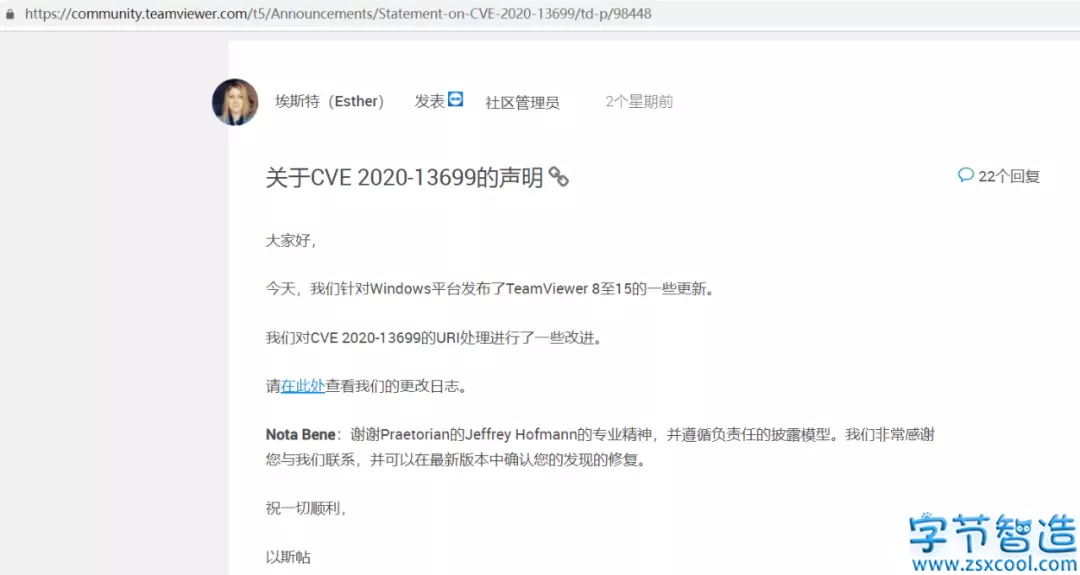 https://community.teamviewer.com/t5/Announcements/Statement-on-CVE-2020-13699/td-p/98448
埃斯特（Esther） 发表 社区管理员 2个星期前
关于CVE 2020-13699的声明
22个回复
大家好，
今天，我们针对Windows平台发布了TeamViewer 8至15的一些更新。
我们对CVE 2020-13699的URI处理进行了一些改进。
请在此处查看我们的更改日志。
Nota Bene：谢谢Praetorian的Jeffrey Hofmann的专业精神，并遵循负责任的披露模型。我们非常感谢
您与我们联系，并可以在最新版本中确认您的发现的修复。
祝一切顺利，
以斯帖
字节智造
www.zsxcool.com